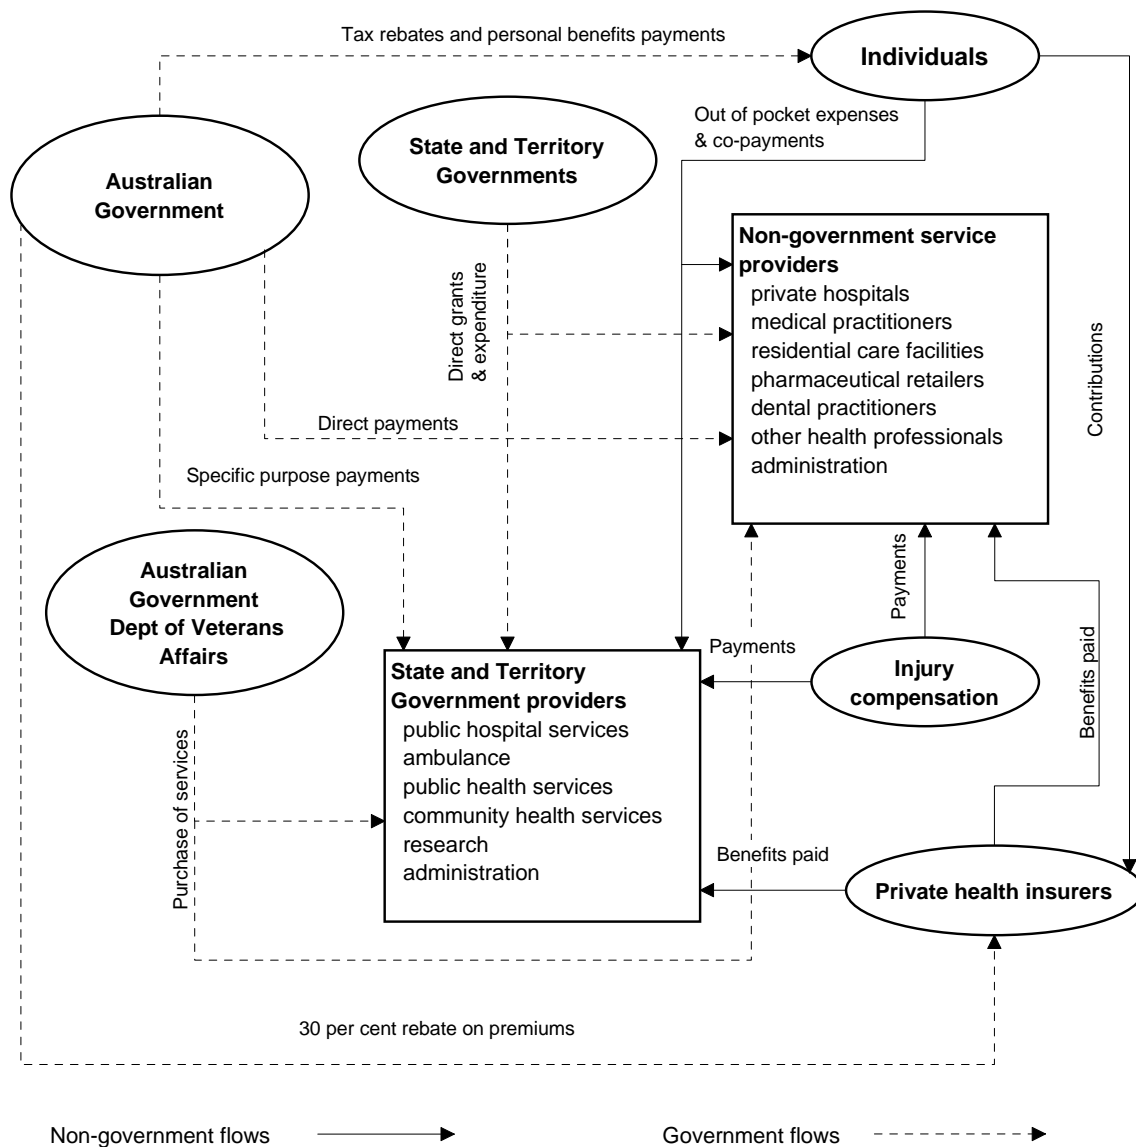 Tax rebates and personal benefits payments
Individuals
Out of pocket expenses
& co-payments
State and Territory
Governments
Australian
Government
Non-government service
providers
private hospitals
medical practitioners
residential care facilities
pharmaceutical retailers
dental practitioners
other health professionals
administration
Direct grants
& expenditure
Contributions
Direct payments
Specific purpose payments
Australian
Government
Dept of Veterans
Affairs
Payments
Payments
Injury
compensation
Benefits paid
State and Territory
Government providers
public hospital services
ambulance
public health services
community health services
research
administration
Purchase of services
Benefits paid
Private health insurers
30 per cent rebate on premiums
Non-government flows
Government flows